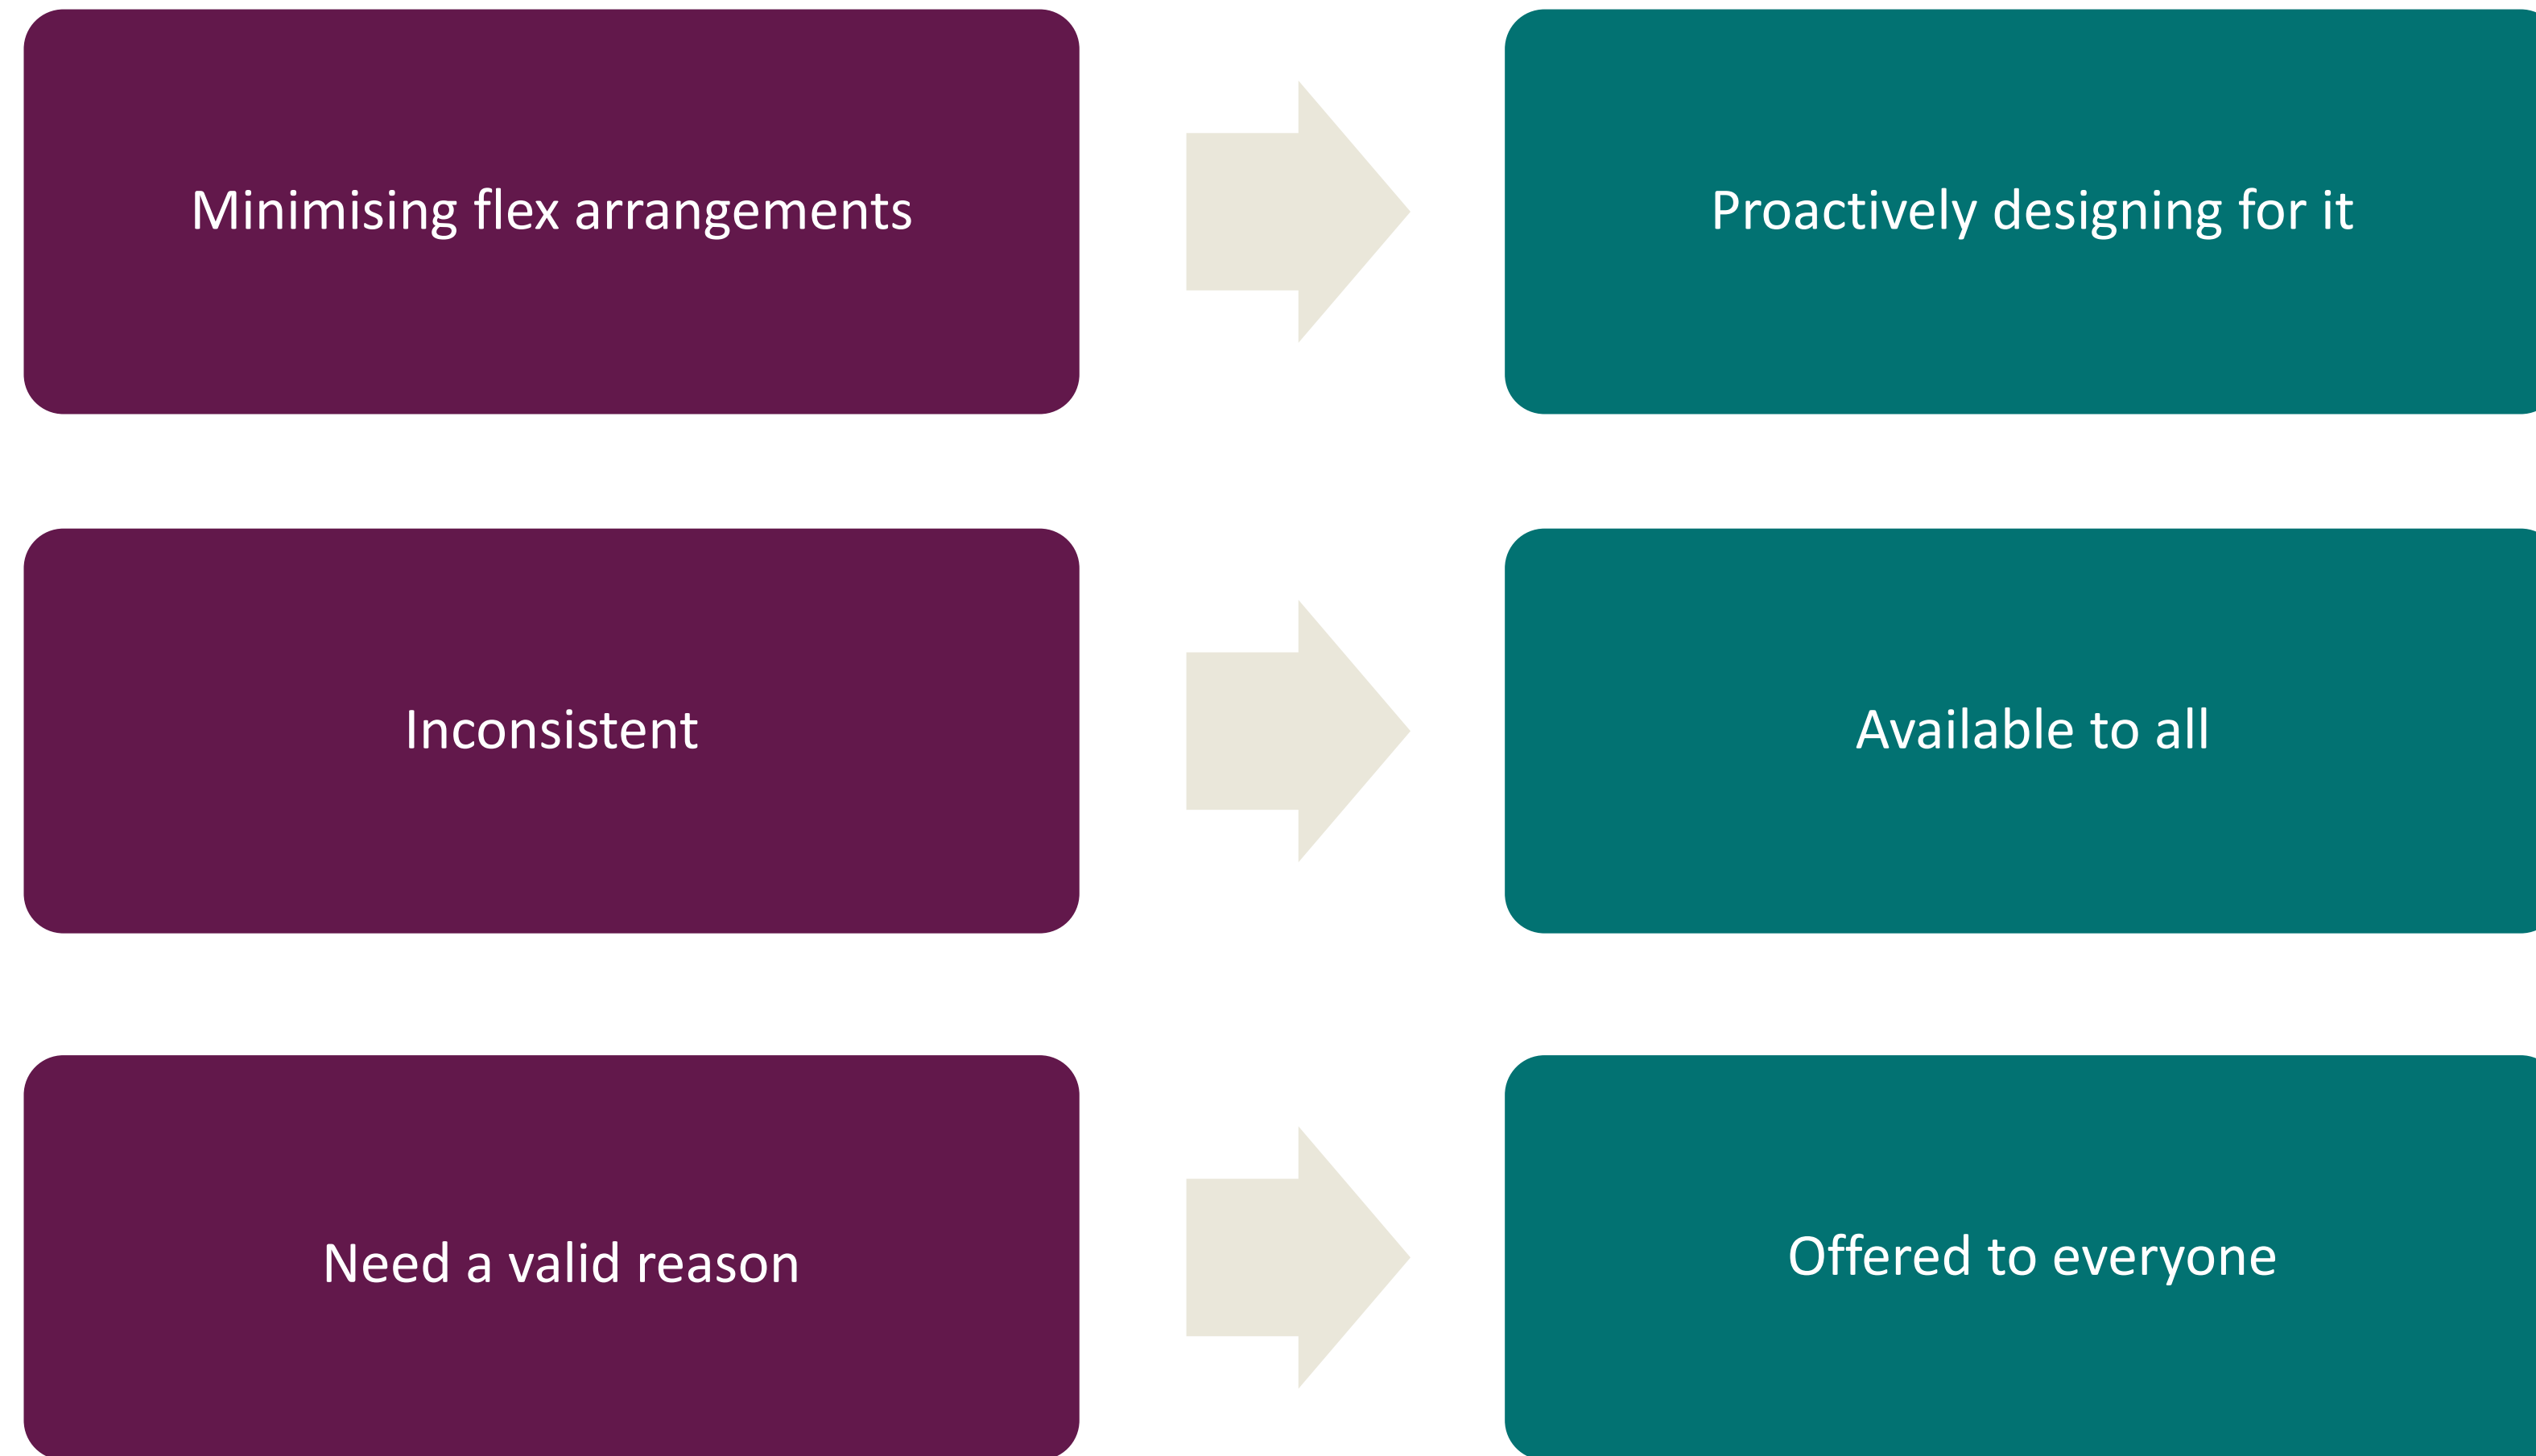 Minimising flex arrangements
Proactively designing for it
Inconsistent
Available to all
Need a valid reason
Offered to everyone